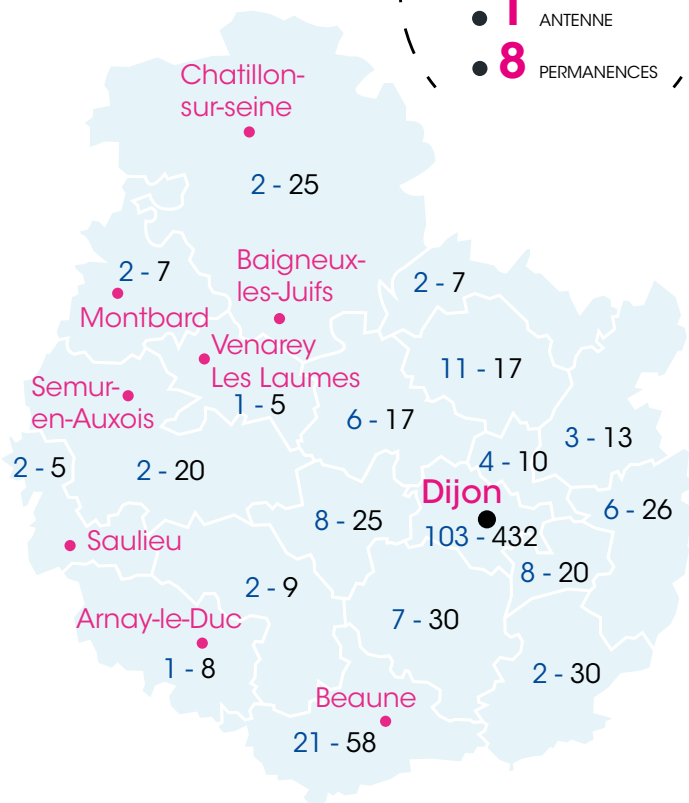 1 ANTENNE
8 PERMANENCES
Chatillon-
sur-seine
2 - 25
2 - 7
Montbard
Baigneux-
les-Juifs
2 - 7
Venarey
Les Laumes
11 - 17
Semur-
en-Auxois
1 - 5
6 - 17
3 - 13
2 - 5
2 - 20
4 - 10
Dijon
103 - 432
6 - 26
8 - 25
Saulieu
8 - 20
2 - 9
Arnay-le-Duc
7 - 30
1 - 8
2 - 30
Beaune
21 - 58